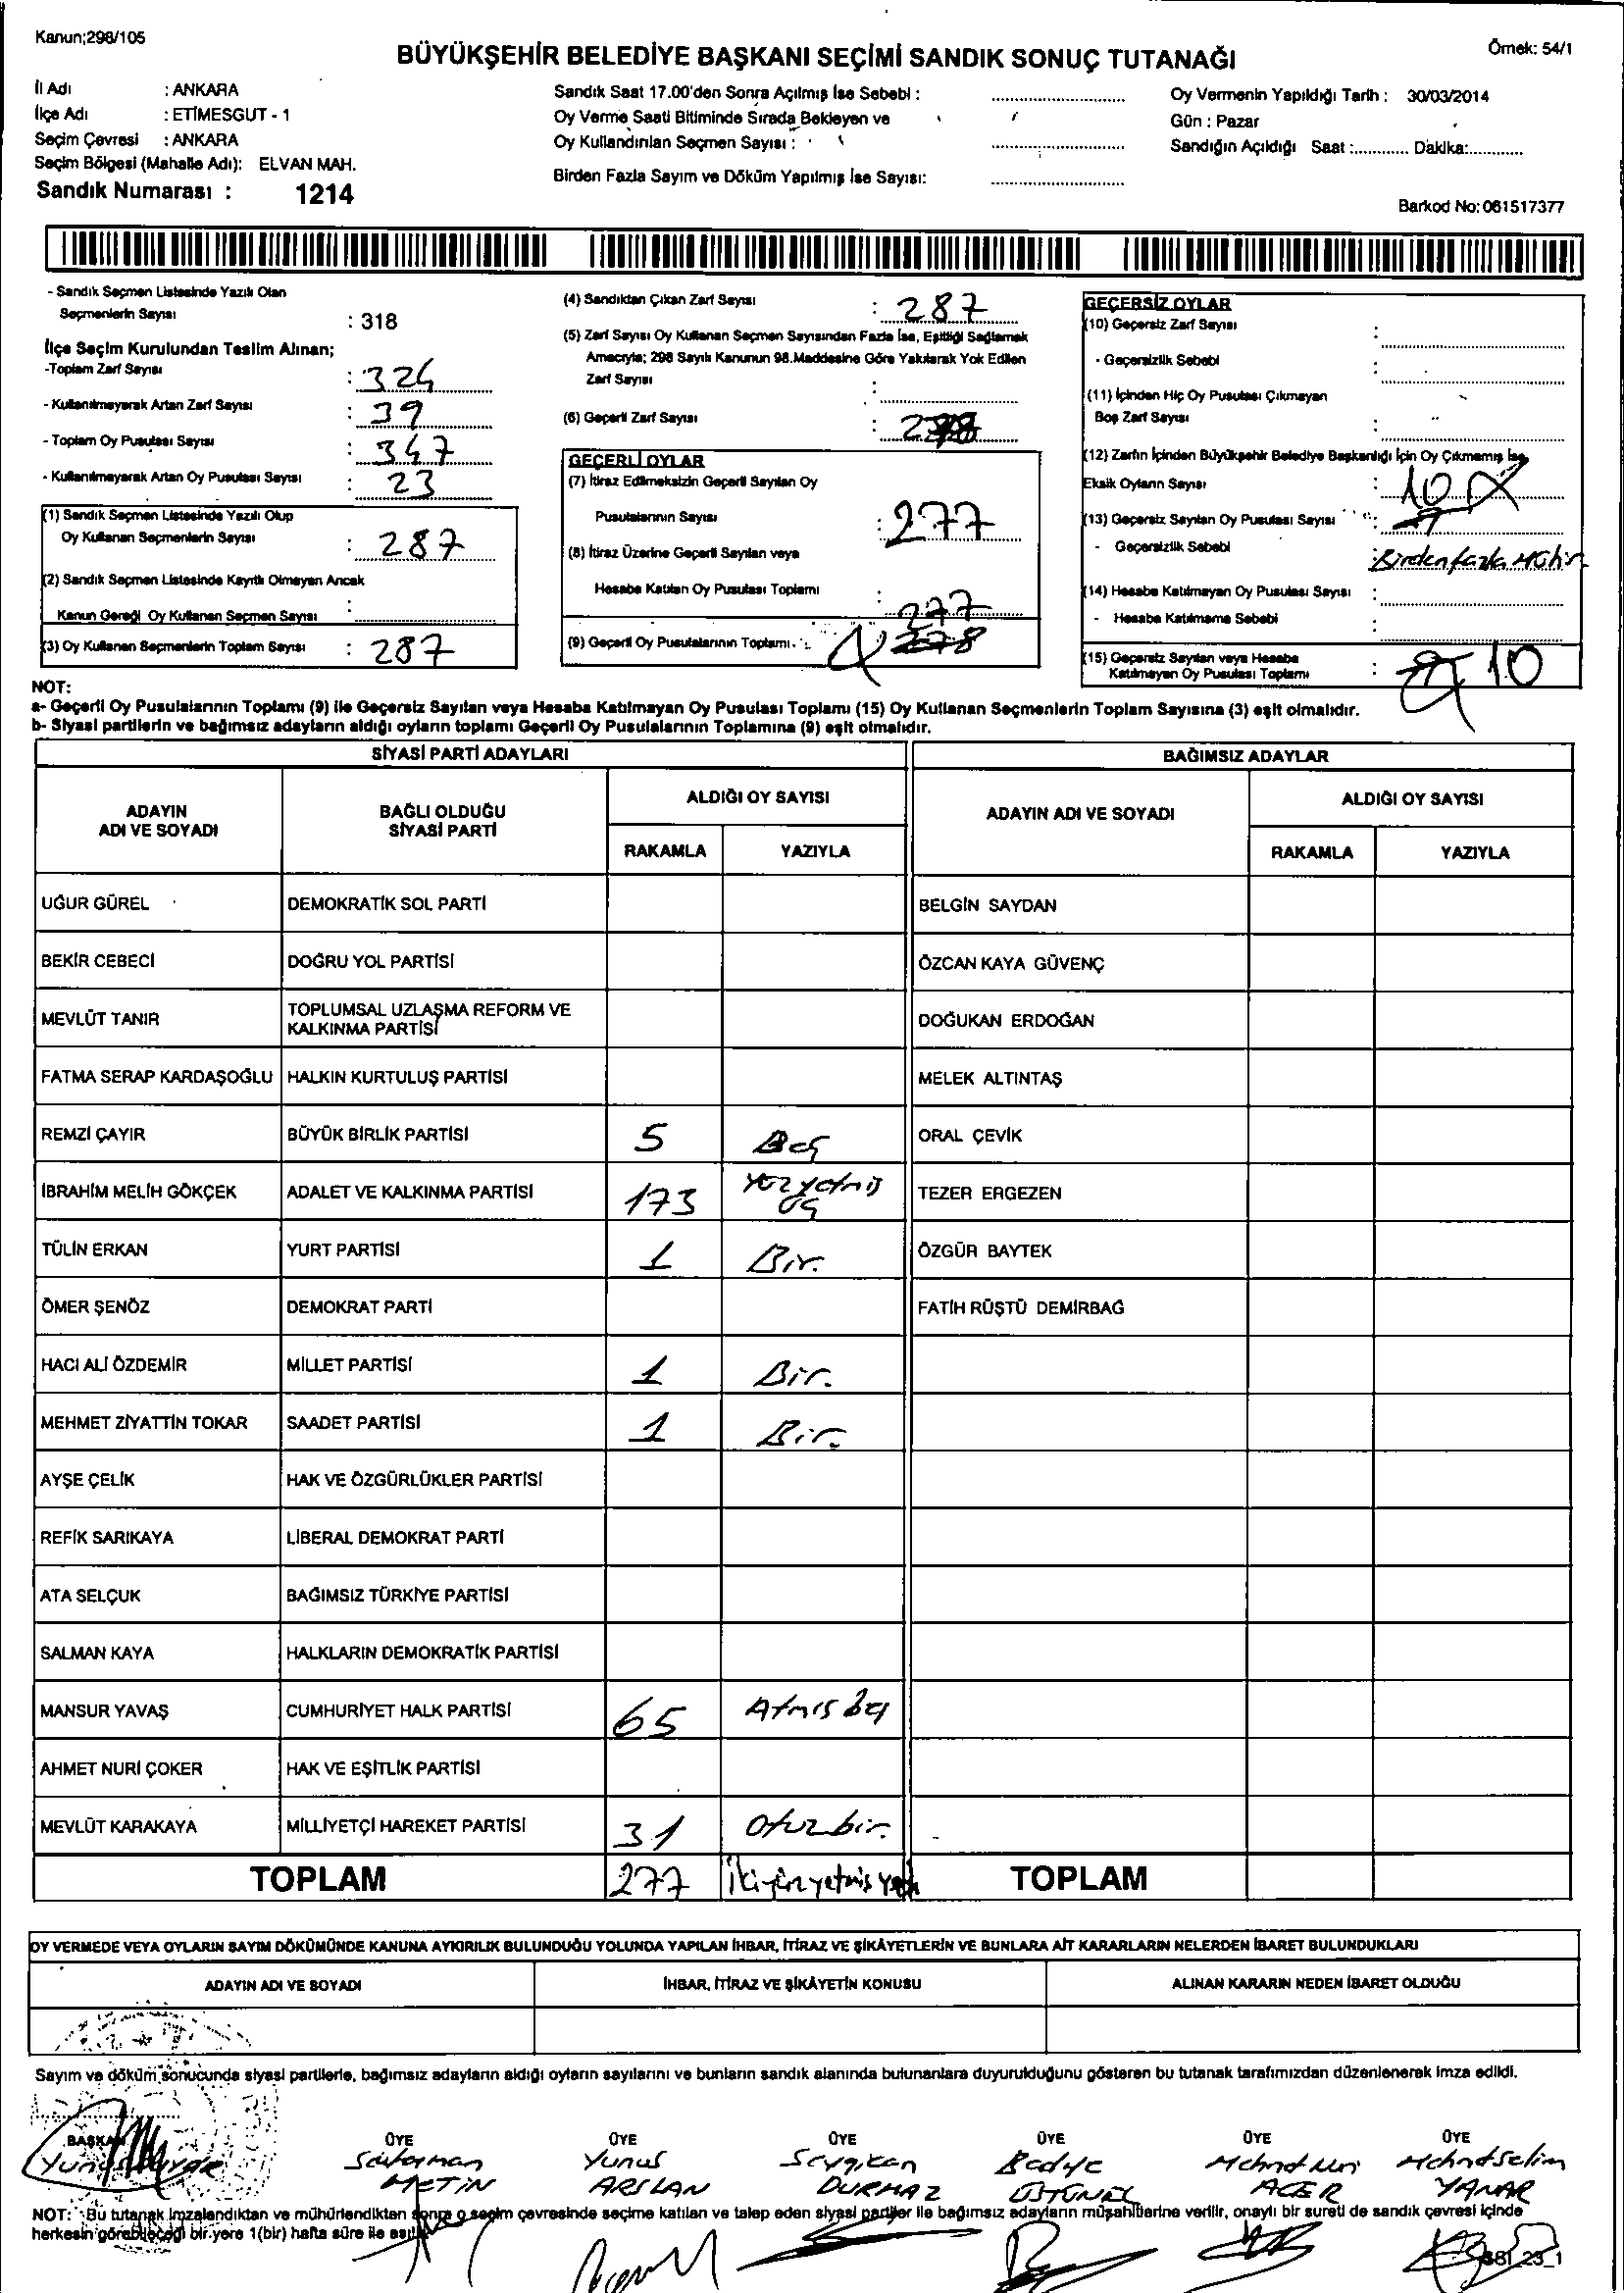 Kanun;298/105
BÜYÜKŞEHİR BELEDİYE BAŞKANI SEÇİMİ SANDIK SONUÇ TUTANAĞI
Örnek: 54/1
İl Adı : ANKARA
İlçe Adı : ETİMESGUT - 1
Seçim Çevresi : ANKARA
Seçim Bölgesi (Mahalle Adı): ELVAN MAH.
Sandık Numarası : 1214
Sandık Saat 17.00'den Sonra Açılmış İse Sebebi :
Oy Verme Saati Bitiminde Sırada Bekleyen ve
Oy Kullandırılan Seçmen Sayısı :
Birden Fazla Sayım ve Döküm Yapılmış İse Sayısı:
Oy Vermenin Yapıldığı Tarih : 30/03/2014
Gün : Pazar
Sandığın Açıldığı Saat :............ Dakika:............
Barkod No: 061517377
- Sandık Seçmen Listesinde Yazılı Olan
Seçmenlerin Sayısı : 318
İlçe Seçim Kurulundan Teslim Alınan;
-Toplam Zarf Sayısı : 324
- Kullanılmayarak Artan Zarf Sayısı : 39
- Toplam Oy Pusulası Sayısı : 347
- Kullanılmayarak Artan Oy Pusulası Sayısı : 23
(1) Sandık Seçmen Listesinde Yazılı Olup
Oy Kullanan Seçmenlerin Sayısı : 287
(2) Sandık Seçmen Listesinde Kayıtlı Olmayan Ancak
Kanun Gereği Oy Kullanan Seçmen Sayısı :
(3) Oy Kullanan Seçmenlerin Toplam Sayısı : 287
(4) Sandıktan Çıkan Zarf Sayısı : 287
(5) Zarf Sayısı Oy Kullanan Seçmen Sayısından Fazla İse, Eşitliği Sağlamak
Amacıyla; 298 Sayılı Kanunun 98.Maddesine Göre Yakılarak Yok Edilen
Zarf Sayısı :
(6) Geçerli Zarf Sayısı :
GEÇERLİ OYLAR
(7) İtiraz Edilmeksizin Geçerli Sayılan Oy
Pusulalarının Sayısı : 277
(8) İtiraz Üzerine Geçerli Sayılan veya
Hesaba Katılan Oy Pusulası Toplamı : 277
(9) Geçerli Oy Pusulalarının Toplamı : 278
GEÇERSİZ OYLAR
(10) Geçersiz Zarf Sayısı :
- Geçersizlik Sebebi :
(11) İçinden Hiç Oy Pusulası Çıkmayan
Boş Zarf Sayısı :
(12) Zarfın İçinden Büyükşehir Belediye Başkanlığı İçin Oy Çıkmamış İse,
Eksik Oyların Sayısı : 10
(13) Geçersiz Sayılan Oy Pusulası Sayısı :
- Geçersizlik Sebebi : Birden fazla Mühür
(14) Hesaba Katılmayan Oy Pusulası Sayısı :
- Hesaba Katılmama Sebebi :
(15) Geçersiz Sayılan veya Hesaba
Katılmayan Oy Pusulası Toplamı : 10
NOT:
a- Geçerli Oy Pusulalarının Toplamı (9) ile Geçersiz Sayılan veya Hesaba Katılmayan Oy Pusulası Toplamı (15) Oy Kullanan Seçmenlerin Toplam Sayısına (3) eşit olmalıdır.
b- Siyasi partilerin ve bağımsız adayların aldığı oyların toplamı Geçerli Oy Pusulalarının Toplamına (9) eşit olmalıdır.
SİYASİ PARTİ ADAYLARI BAĞIMSIZ ADAYLAR
ADAYIN ADI VE SOYADI BAĞLI OLDUĞU SİYASİ PARTİ ALDIĞI OY SAYISI ADAYIN ADI VE SOYADI ALDIĞI OY SAYISI
RAKAMLA YAZIYLA RAKAMLA YAZIYLA
UĞUR GÜREL DEMOKRATİK SOL PARTİ BELGİN SAYDAN
BEKİR CEBECİ DOĞRU YOL PARTİSİ ÖZCAN KAYA GÜVENÇ
MEVLÜT TANIR TOPLUMSAL UZLAŞMA REFORM VE KALKINMA PARTİSİ DOĞUKAN ERDOĞAN
FATMA SERAP KARDAŞOĞLU HALKIN KURTULUŞ PARTİSİ MELEK ALTINTAŞ
REMZİ ÇAYIR BÜYÜK BİRLİK PARTİSİ 5 Beş ORAL ÇEVİK
İBRAHİM MELİH GÖKÇEK ADALET VE KALKINMA PARTİSİ 173 Yüzyetmiş üç TEZER ERGEZEN
TÜLİN ERKAN YURT PARTİSİ 1 Bir. ÖZGÜR BAYTEK
ÖMER ŞENÖZ DEMOKRAT PARTİ FATİH RÜŞTÜ DEMİRBAĞ
HACI ALİ ÖZDEMİR MİLLET PARTİSİ 1 Bir.
MEHMET ZİYATTİN TOKAR SAADET PARTİSİ 1 Bir.
AYŞE ÇELİK HAK VE ÖZGÜRLÜKLER PARTİSİ
REFİK SARIKAYA LİBERAL DEMOKRAT PARTİ
ATA SELÇUK BAĞIMSIZ TÜRKİYE PARTİSİ
SALMAN KAYA HALKLARIN DEMOKRATİK PARTİSİ
MANSUR YAVAŞ CUMHURİYET HALK PARTİSİ 65 Atmış beş
AHMET NURİ ÇOKER HAK VE EŞİTLİK PARTİSİ
MEVLÜT KARAKAYA MİLLİYETÇİ HAREKET PARTİSİ 31 Otuzbir.
TOPLAM 277 İkiyüzyetmiş yedi TOPLAM
OY VERMEDE VEYA OYLARIN SAYIM DÖKÜMÜNDE KANUNA AYKIRILIK BULUNDUĞU YOLUNDA YAPILAN İHBAR, İTİRAZ VE ŞİKÂYETLERİN VE BUNLARA AİT KARARLARIN NELERDEN İBARET BULUNDUKLARI
ADAYIN ADI VE SOYADI İHBAR, İTİRAZ VE ŞİKÂYETİN KONUSU ALINAN KARARIN NEDEN İBARET OLDUĞU
Sayım ve döküm sonucunda siyasi partilerle, bağımsız adayların aldığı oyların sayılarını ve bunların sandık alanında bulunanlara duyurulduğunu gösteren bu tutanak tarafımızdan düzenlenerek imza edildi.
BAŞKAN ÜYE ÜYE ÜYE ÜYE ÜYE ÜYE
Yunus Süleyman Yunus Seygican Bedye Mehmet Nuri Mehmet Selim
METİN ARSLAN DURMAZ ÜSTÜNEL ACER YANAR
NOT: Bu tutanak imzalandıktan ve mühürlendikten sonra o seçim çevresinde seçime katılan ve talep eden siyasi partiler ile bağımsız adayların müşahitlerine verilir, onaylı bir sureti de sandık çevresi içinde
herkesin görebileceği bir yere 1(bir) hafta süre ile asılır.